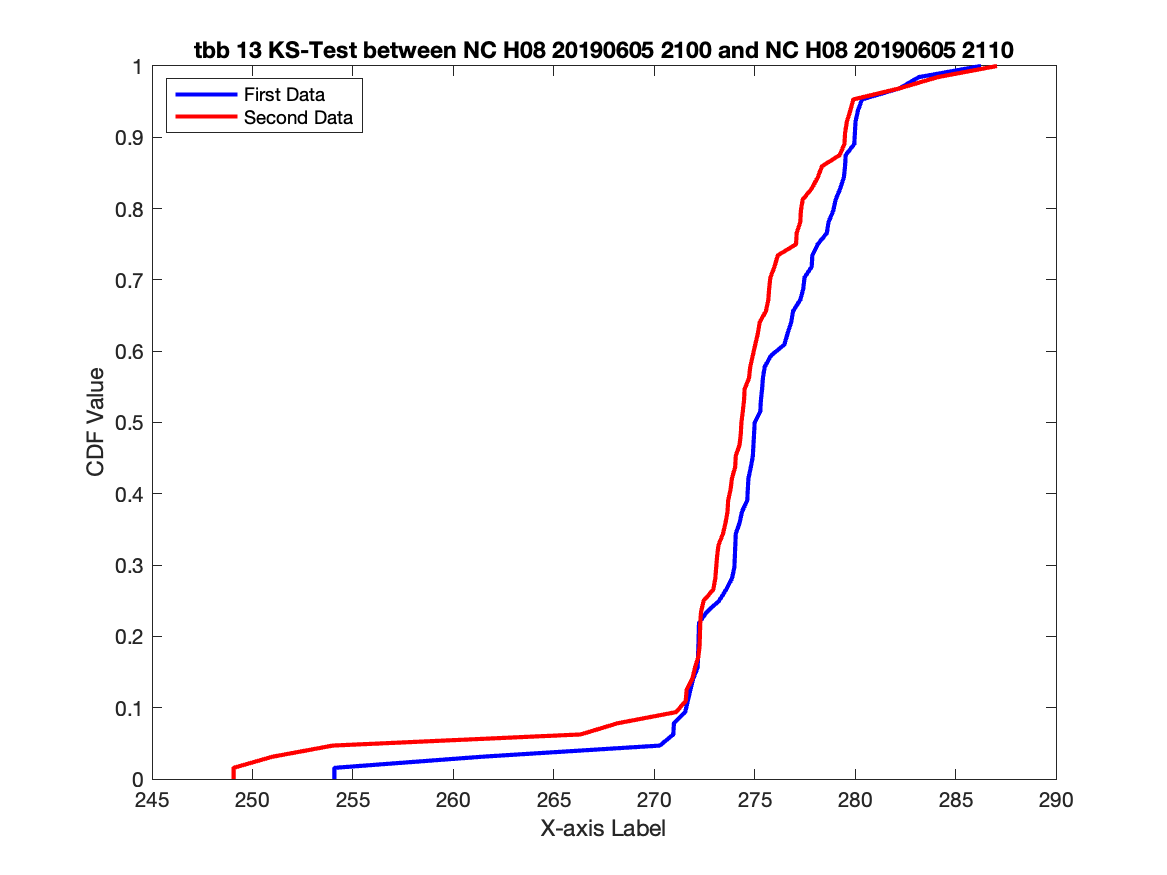 tbb 13 KS-Test between NC H08 20190605 2100 and NC H08 20190605 2110
First Data
Second Data
1
0.9
0.8
0.7
0.6
0.5
0.4
0.3
0.2
0.1
0
CDF Value
245 250 255 260 265 270 275 280 285 290
X-axis Label